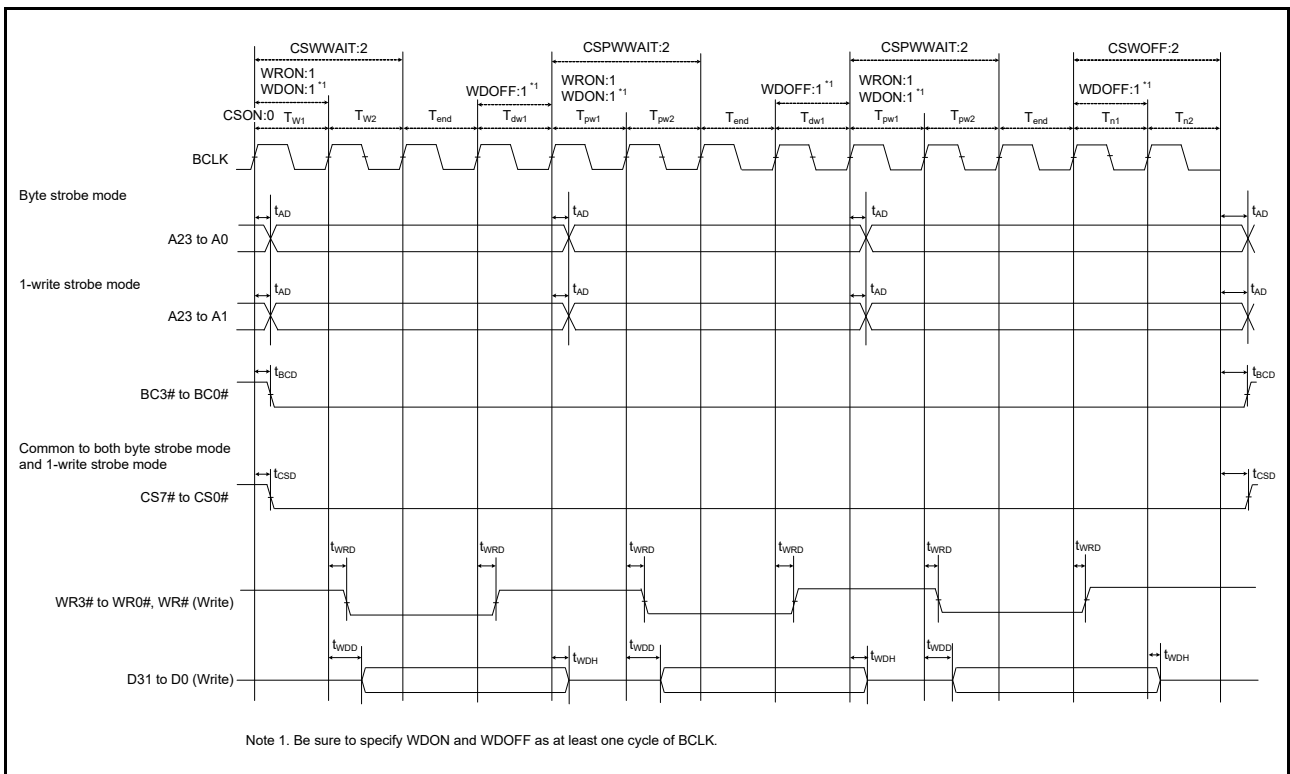 CSWWAIT:2 CSPWWAIT:2 CSPWWAIT:2 CSWOFF:2
WRON:1 WRON:1 WRON:1
WDON:1 *1 WDOFF:1 *1 WDON:1 *1 WDOFF:1 *1 WDON:1 *1 WDOFF:1 *1
CSON:0 TW1 TW2 Tend Tdw1 Tpw1 Tpw2 Tend Tdw1 Tpw1 Tpw2 Tend Tn1 Tn2
BCLK
Byte strobe mode
tAD tAD tAD tAD
A23 to A0
1-write strobe mode
tAD tAD tAD tAD
A23 to A1
tBCD tBCD
BC3# to BC0#
Common to both byte strobe mode
and 1-write strobe mode
tCSD tCSD
CS7# to CS0#
tWRD tWRD tWRD tWRD tWRD tWRD
WR3# to WR0#, WR# (Write)
tWDD tWDH tWDD tWDH tWDD tWDH
D31 to D0 (Write)
Note 1. Be sure to specify WDON and WDOFF as at least one cycle of BCLK.